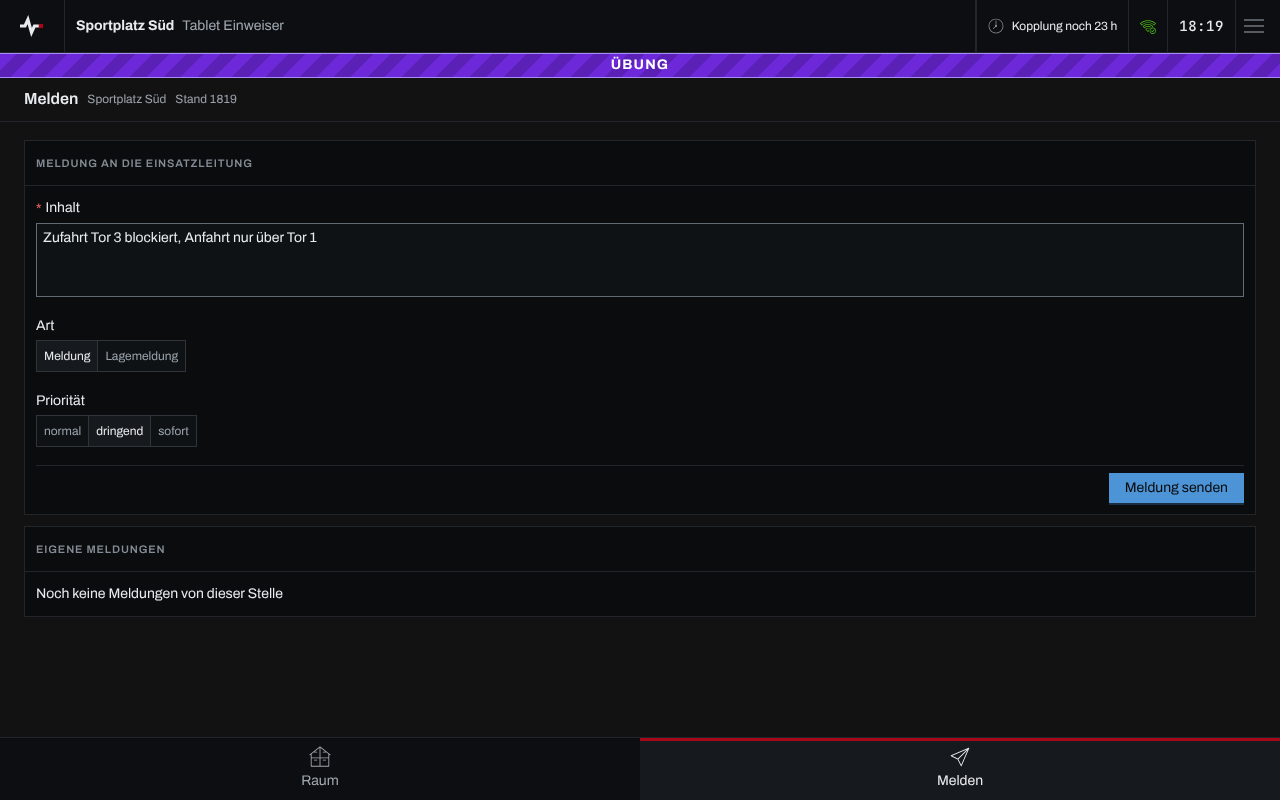 Sportplatz Süd Tablet Einweiser
Kopplung noch 23 h
18:19
ÜBUNG
Melden Sportplatz Süd Stand 1819
MELDUNG AN DIE EINSATZLEITUNG
* Inhalt
Zufahrt Tor 3 blockiert, Anfahrt nur über Tor 1
Art
Meldung Lagemeldung
Priorität
normal dringend sofort
Meldung senden
EIGENE MELDUNGEN
Noch keine Meldungen von dieser Stelle
Raum
Melden